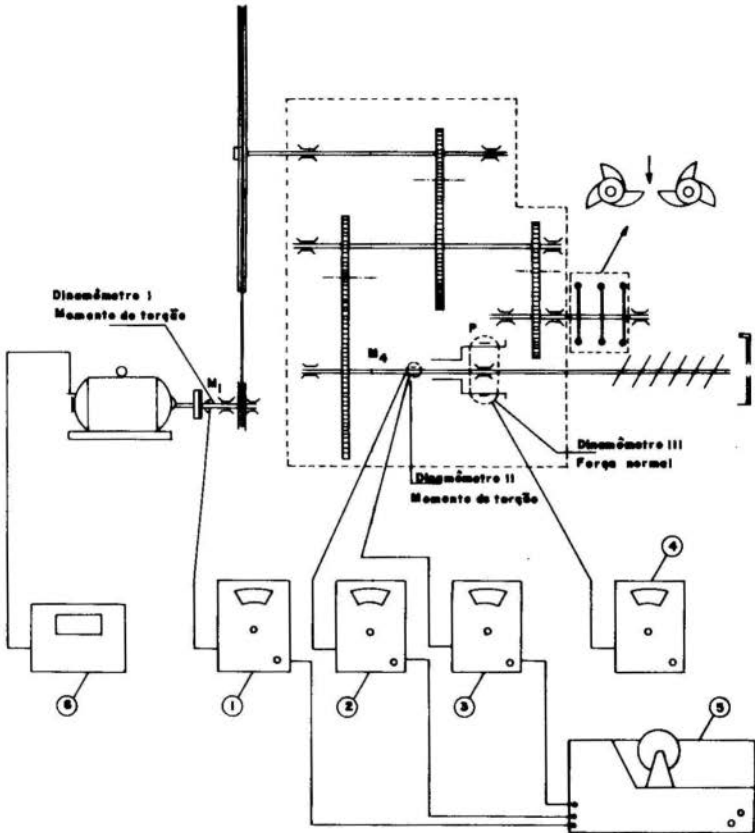 P
Dinamômetro I
Momento de torção
M4
M1
Dinamômetro III
Força normal
Dinamômetro II
Momento de torção
4
6
1
2
3
5